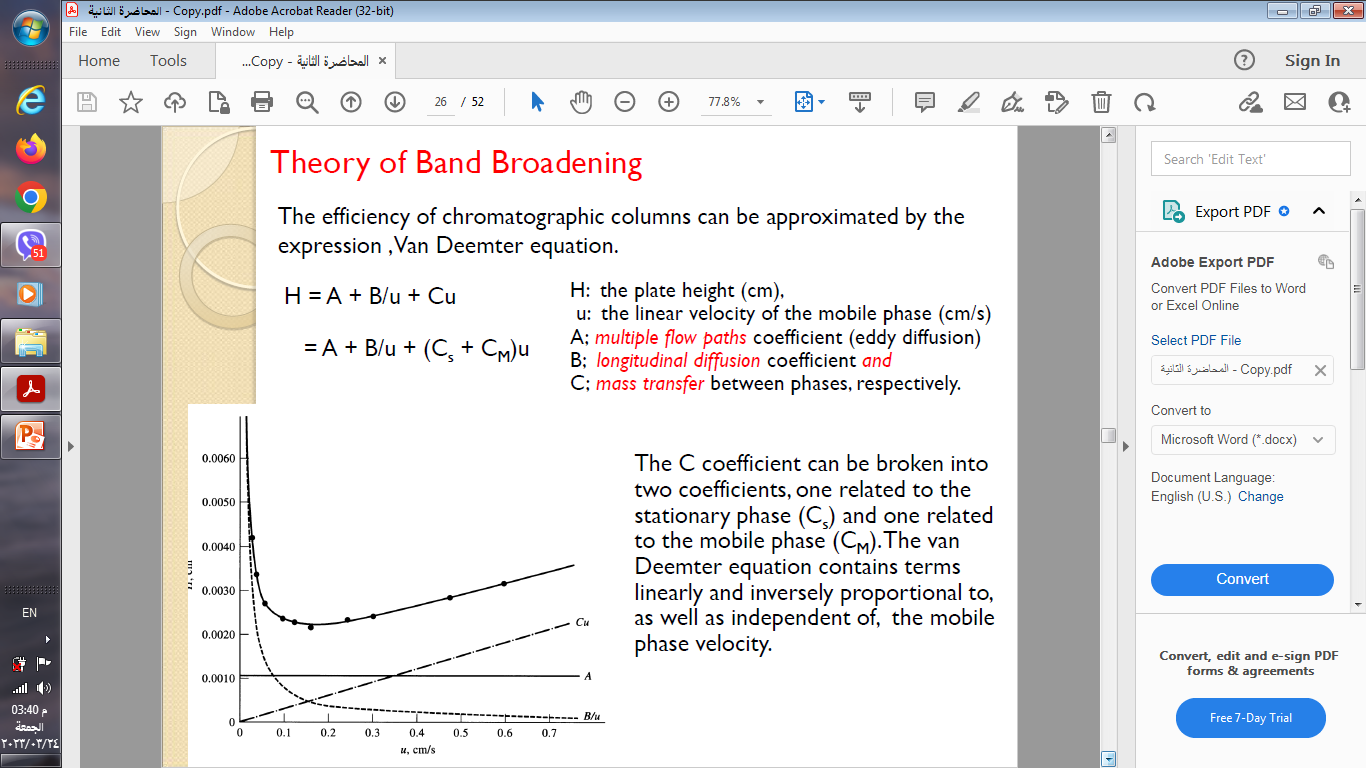 المحاضرة الثانية - Copy.pdf - Adobe Acrobat Reader (32-bit)
File Edit View Sign Window Help
Home Tools
...Copy - المحاضرة الثانية ×
Sign In
26 / 52
77.8%
Theory of Band Broadening
The efficiency of chromatographic columns can be approximated by the
expression ,Van Deemter equation.
H = A + B/u + Cu
= A + B/u + (Cs + CM)u
H: the plate height (cm),
u: the linear velocity of the mobile phase (cm/s)
A; multiple flow paths coefficient (eddy diffusion)
B; longitudinal diffusion coefficient and
C; mass transfer between phases, respectively.
0.0060
0.0050
0.0040
0.0030
0.0020
0.0010
0
Cu
A
B/u
0 0.1 0.2 0.3 0.4 0.5 0.6 0.7
u, cm/s
The C coefficient can be broken into
two coefficients, one related to the
stationary phase (Cs) and one related
to the mobile phase (CM). The van
Deemter equation contains terms
linearly and inversely proportional to,
as well as independent of, the mobile
phase velocity.
Search 'Edit Text'
Export PDF
Adobe Export PDF
Convert PDF Files to Word
or Excel Online
Select PDF File
المحاضرة الثانية - Copy.pdf
Convert to
Microsoft Word (*.docx)
Document Language:
English (U.S.) Change
Convert
Convert, edit and e-sign PDF
forms & agreements
Free 7-Day Trial
51
EN
03:40 م
الجمعة
٢٠٢٣/٠٣/٢٤